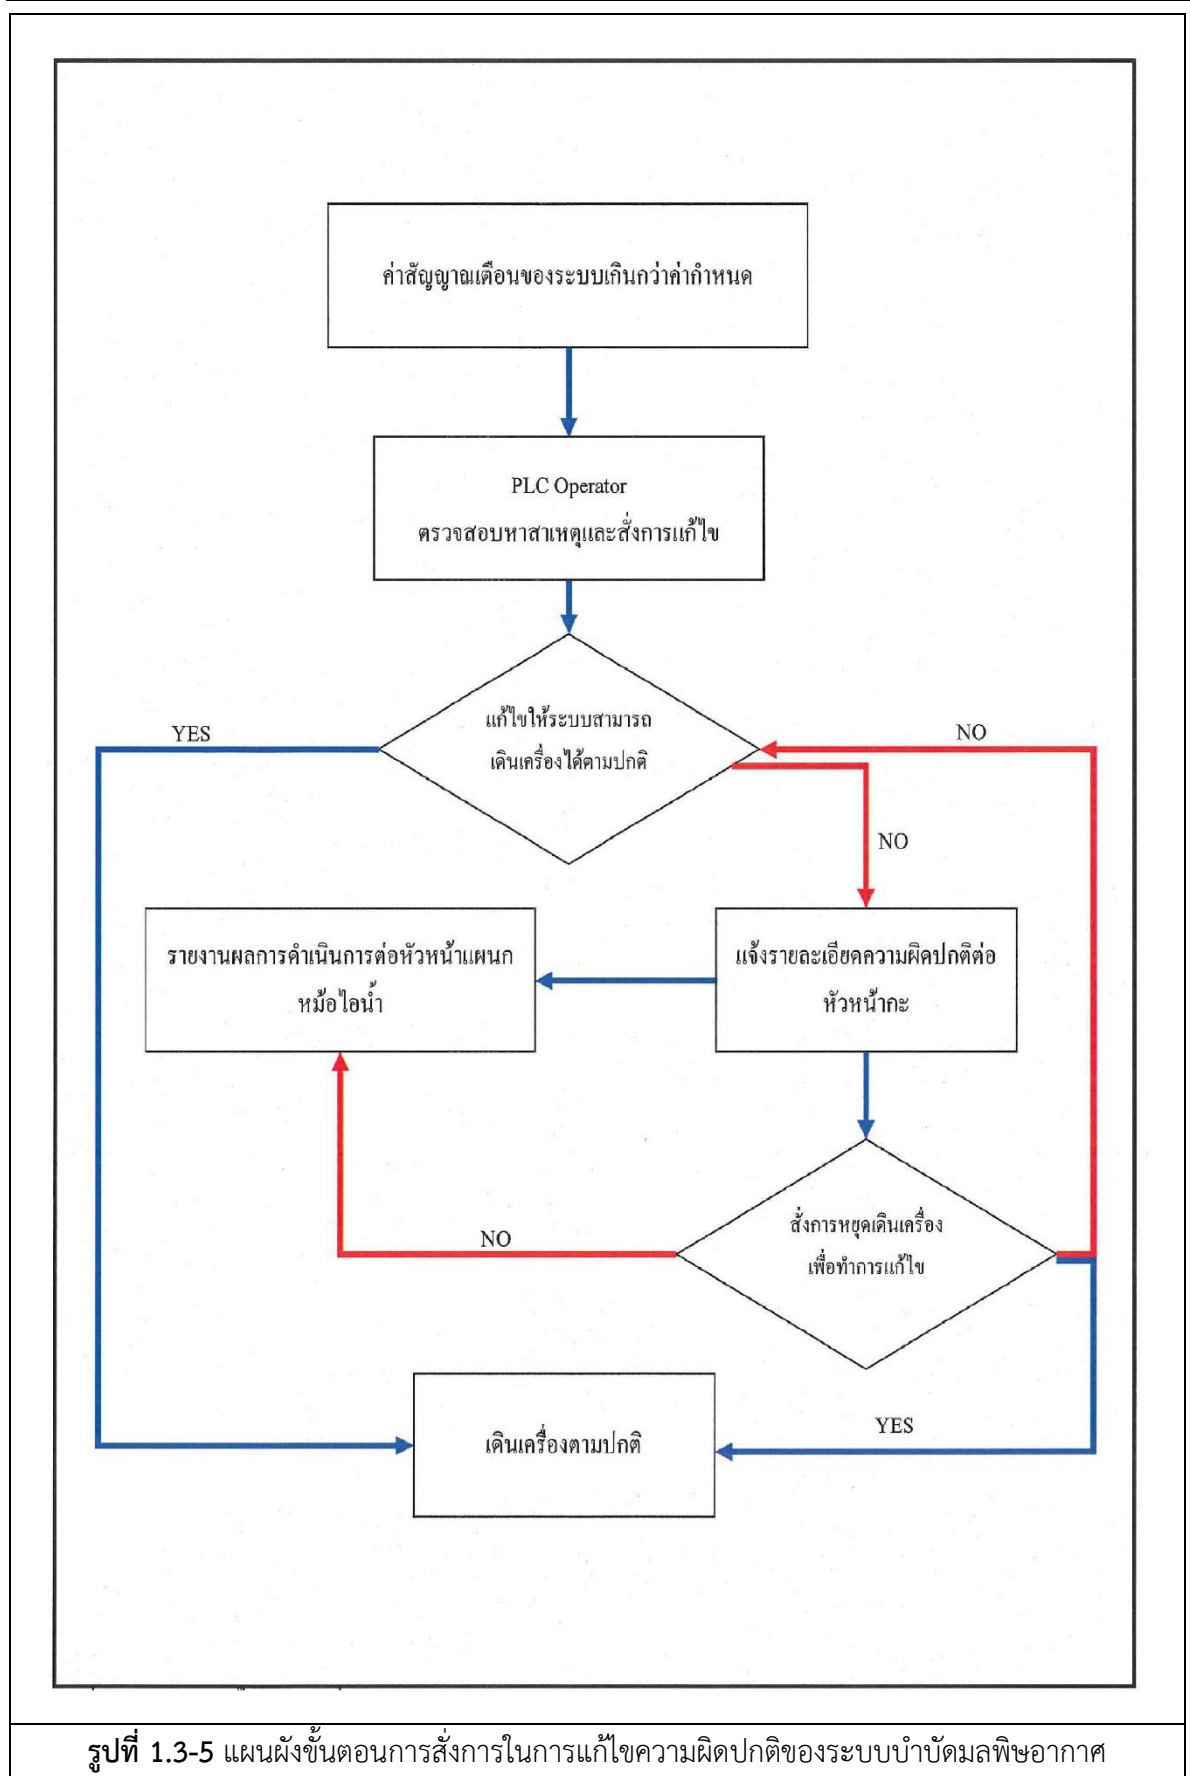 ค่าสัญญาณเตือนของระบบเกินกว่าค่ากำหนด
PLC Operator
ตรวจสอบหาสาเหตุและสั่งการแก้ไข
แก้ไขให้ระบบสามารถ
เดินเครื่องได้ตามปกติ
YES
NO
NO
รายงานผลการดำเนินการต่อหัวหน้าแผนก
หม้อไอน้ำ
แจ้งรายละเอียดความผิดปกติต่อ
หัวหน้ากะ
สั่งการหยุดเดินเครื่อง
เพื่อทำการแก้ไข
NO
YES
เดินเครื่องตามปกติ
รูปที่ 1.3-5 แผนผังขั้นตอนการสั่งการในการแก้ไขความผิดปกติของระบบบำบัดมลพิษอากาศ